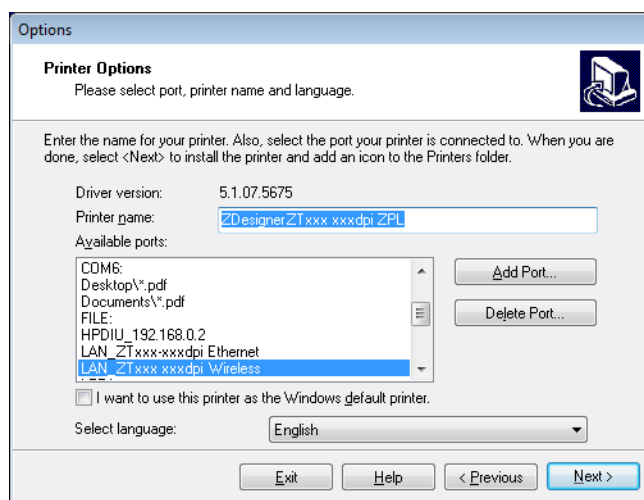 Options
Printer Options
Please select port, printer name and language.
Enter the name for your printer. Also, select the port your printer is connected to. When you are
done, select <Next> to install the printer and add an icon to the Printers folder.
Driver version: 5.1.07.5675
Printer name: ZDesignerZTxxx xxxdpi ZPL
Available ports:
COM6:
Desktop\*.pdf
Documents\*.pdf
FILE:
HPDIU_192.168.0.2
LAN_ZTxxx-xxxdpi Ethernet
LAN_ZTxxx xxxdpi Wireless
Add Port...
Delete Port...
I want to use this printer as the Windows default printer.
Select language: English
Exit Help < Previous Next >